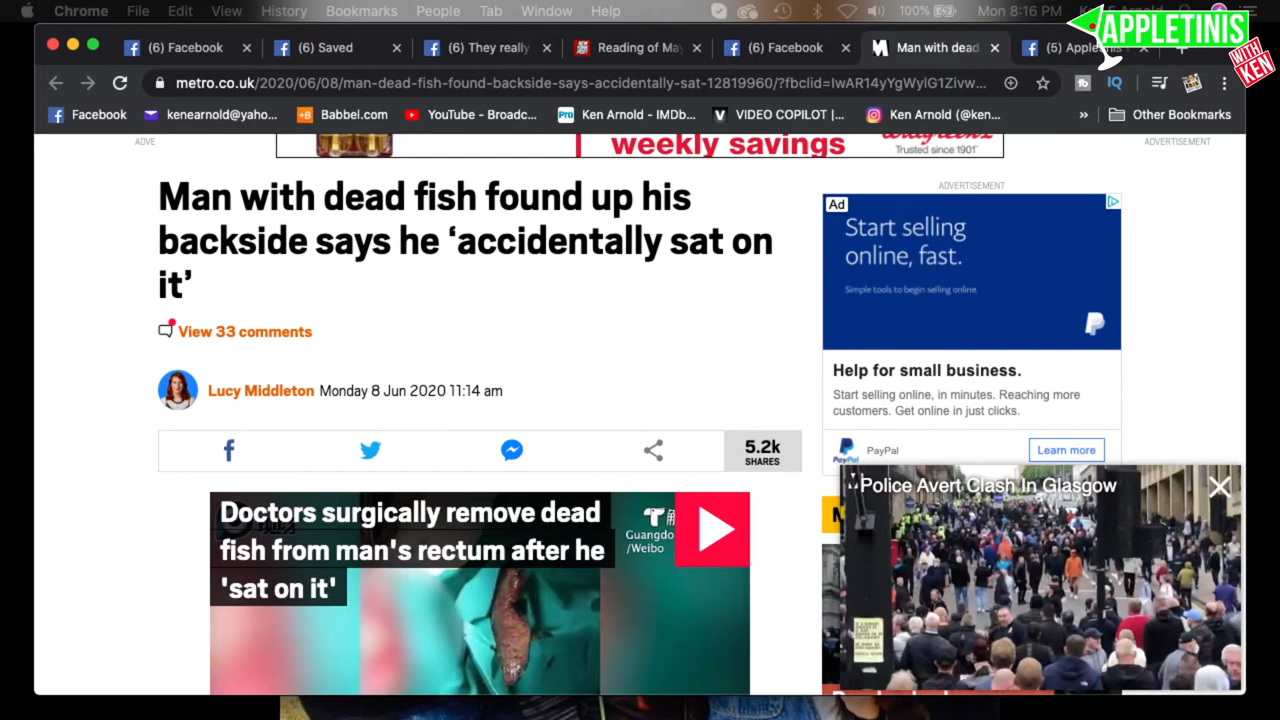 Chrome File Edit View History Bookmarks People Tab Window Help
100%
Mon 8:16 PM
APPLETINIS
WITH
KEN
(6) Facebook
(6) Saved
(6) They really
Reading of May
(6) Facebook
Man with dead
metro.co.uk/2020/06/08/man-dead-fish-found-backside-says-accidentally-sat-12819960/?fbclid=IwAR14yYgWylG1Zivw...
IQ
Facebook
kenearnold@yaho...
+B Babbel.com
YouTube - Broadc...
Pro Ken Arnold - IMDb...
V VIDEO COPILOT |...
Ken Arnold (@ken...
»
Other Bookmarks
ADVE
weekly savings
Trusted since 1901
ADVERTISEMENT
Man with dead fish found up his
backside says he ‘accidentally sat on
it’
View 33 comments
Lucy Middleton Monday 8 Jun 2020 11:14 am
5.2k
SHARES
Doctors surgically remove dead
fish from man's rectum after he
'sat on it'
Guangdo
/Weibo
ADVERTISEMENT
Ad
Start selling
online, fast.
Simple tools to begin selling online.
Help for small business.
Start selling online, in minutes. Reaching more
customers. Get online in just clicks.
PayPal
PayPal
Learn more
Police Avert Clash In Glasgow